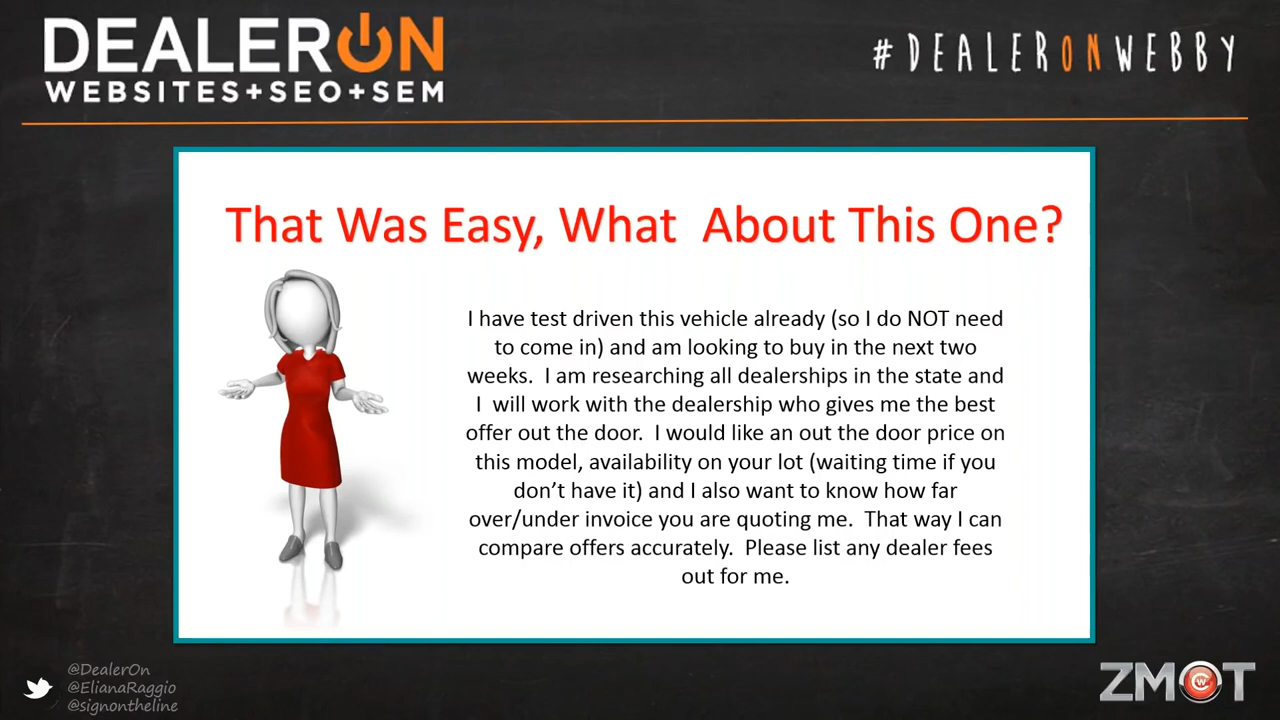 DEALERON
WEBSITES+SEO+SEM
#DEALERONWEBBY
That Was Easy, What  About This One?
I have test driven this vehicle already (so I do NOT need
to come in) and am looking to buy in the next two
weeks.  I am researching all dealerships in the state and
I  will work with the dealership who gives me the best
offer out the door.  I would like an out the door price on
this model, availability on your lot (waiting time if you
don’t have it) and I also want to know how far
over/under invoice you are quoting me.  That way I can
compare offers accurately.  Please list any dealer fees
out for me.
@DealerOn
@ElianaRaggio
@signontheline
ZMOT